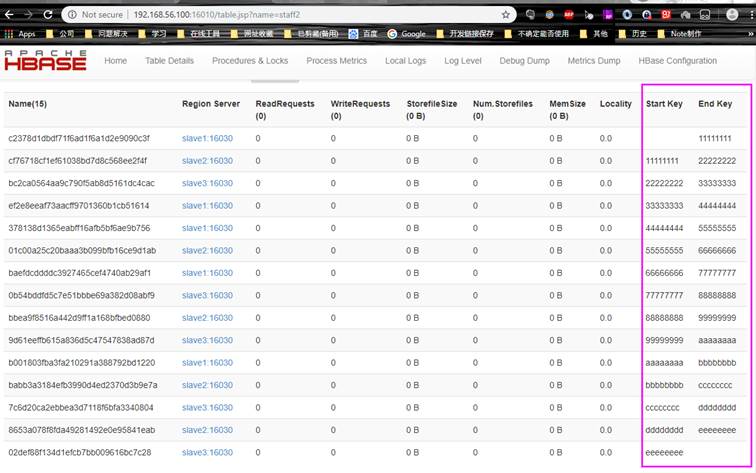 Not secure | 192.168.56.100:16010/table.jsp?name=staff2
Apps 公司 问题解决 学习 在线工具 网址收藏 已剪藏(备用) 百度 Google 开发链接保存 不确定能否使用 其他 历史 Note制作
APACHE
HBASE
Home Table Details Procedures & Locks Process Metrics Local Logs Log Level Debug Dump Metrics Dump HBase Configuration
Name(15) Region Server ReadRequests (0) WriteRequests (0) StorefileSize (0 B) Num.Storefiles (0) MemSize (0 B) Locality Start Key End Key
c2378d1dbdf71f6ad1f6a1d2e9090c3f slave1:16030 0 0 0 B 0 0 B 0.0 11111111
cf76718cf1ef61038bd7d8c568ee2f4f slave2:16030 0 0 0 B 0 0 B 0.0 11111111 22222222
bc2ca0564aa9c790f5ab8d5161dc4cac slave3:16030 0 0 0 B 0 0 B 0.0 22222222 33333333
ef2e8eeaf73aacff9701360b1cb51614 slave1:16030 0 0 0 B 0 0 B 0.0 33333333 44444444
378138d1365eabff16afb5bf6ae9b756 slave1:16030 0 0 0 B 0 0 B 0.0 44444444 55555555
01c00a25c20baaa3b099bfb16ce9d1ab slave2:16030 0 0 0 B 0 0 B 0.0 55555555 66666666
baefdcdddc3927465cef4740ab29af1 slave1:16030 0 0 0 B 0 0 B 0.0 66666666 77777777
0b54bddfd5c7e51bbbe69a382d08abf9 slave3:16030 0 0 0 B 0 0 B 0.0 77777777 88888888
bbea9f8516a442d9ff1a168bfbed0880 slave2:16030 0 0 0 B 0 0 B 0.0 88888888 99999999
9d61eeffb615a836d5c47547838ad87d slave3:16030 0 0 0 B 0 0 B 0.0 99999999 aaaaaaaa
b001803fba3fa210291a388792bd1220 slave1:16030 0 0 0 B 0 0 B 0.0 aaaaaaaa bbbbbbbb
babb3a3184efb3990d4ed2370d3b9e7a slave2:16030 0 0 0 B 0 0 B 0.0 bbbbbbbb cccccccc
7c6d20ca2ebbea3d7118f6bfa3340804 slave3:16030 0 0 0 B 0 0 B 0.0 cccccccc dddddddd
8653a078f8fda49281492e0e95841eab slave2:16030 0 0 0 B 0 0 B 0.0 dddddddd eeeeeeee
02def88f134d1efcb7bb009616bc7c28 slave3:16030 0 0 0 B 0 0 B 0.0 eeeeeeee